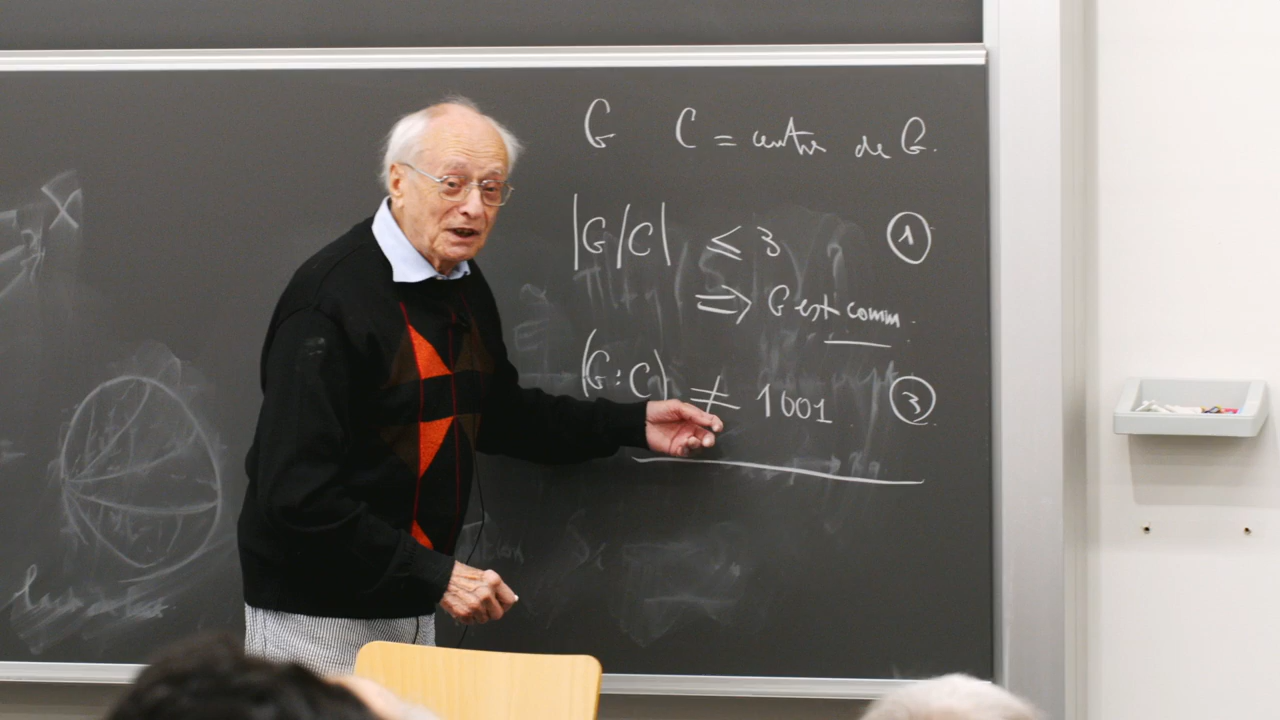 G C = centre de G.
|G/C| ≤ 3 ①
⇒ G est comm.
(G:C) ≠ 1001 ③
X